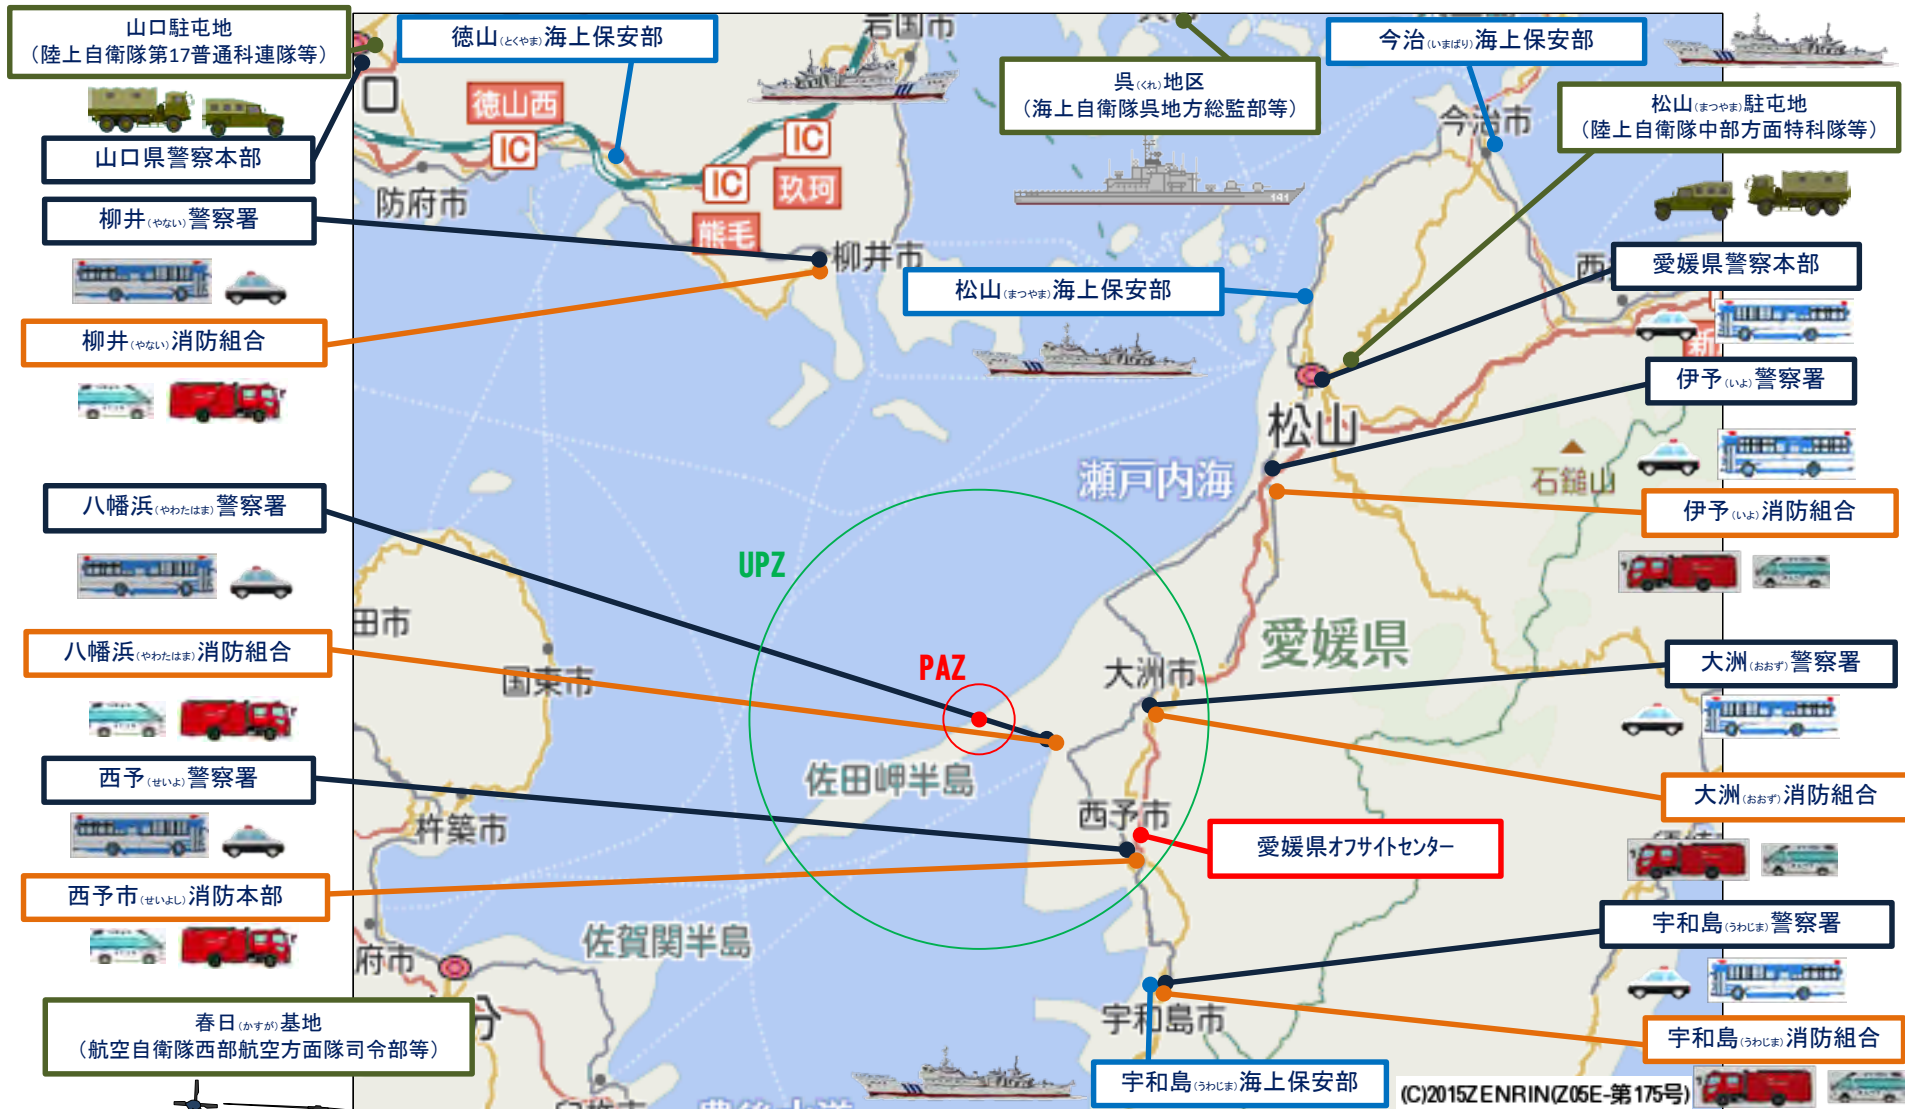 山口駐屯地
(陸上自衛隊第17普通科連隊等)
徳山(とくやま)海上保安部
岩国市
今治(いまばり)海上保安部
呉(くれ)地区
(海上自衛隊呉地方総監部等)
松山(まつやま)駐屯地
(陸上自衛隊中部方面特科隊等)
口
徳山西
IC
IC
IC
玖珂
熊毛
今治市
141
山口県警察本部
防府市
柳井(やない)警察署
柳井市
西
愛媛県警察本部
松山(まつやま)海上保安部
柳井(やない)消防組合
新
伊予(いよ)警察署
松山
瀬戸内海
石鎚山
八幡浜(やわたはま)警察署
伊予(いよ)消防組合
UPZ
田市
愛媛県
八幡浜(やわたはま)消防組合
PAZ
大洲市
大洲(おおず)警察署
国東市
西予(せいよ)警察署
佐田岬半島
大洲(おおず)消防組合
西予市
杵築市
愛媛県オフサイトセンター
西予市(せいよし)消防本部
宇和島(うわじま)警察署
佐賀関半島
府市
分
春日(かすが)基地
(航空自衛隊西部航空方面隊司令部等)
宇和島市
宇和島(うわじま)消防組合
宇和島(うわじま)海上保安部
(C)2015ZENRIN(Z05E-第175号)
豊後水道